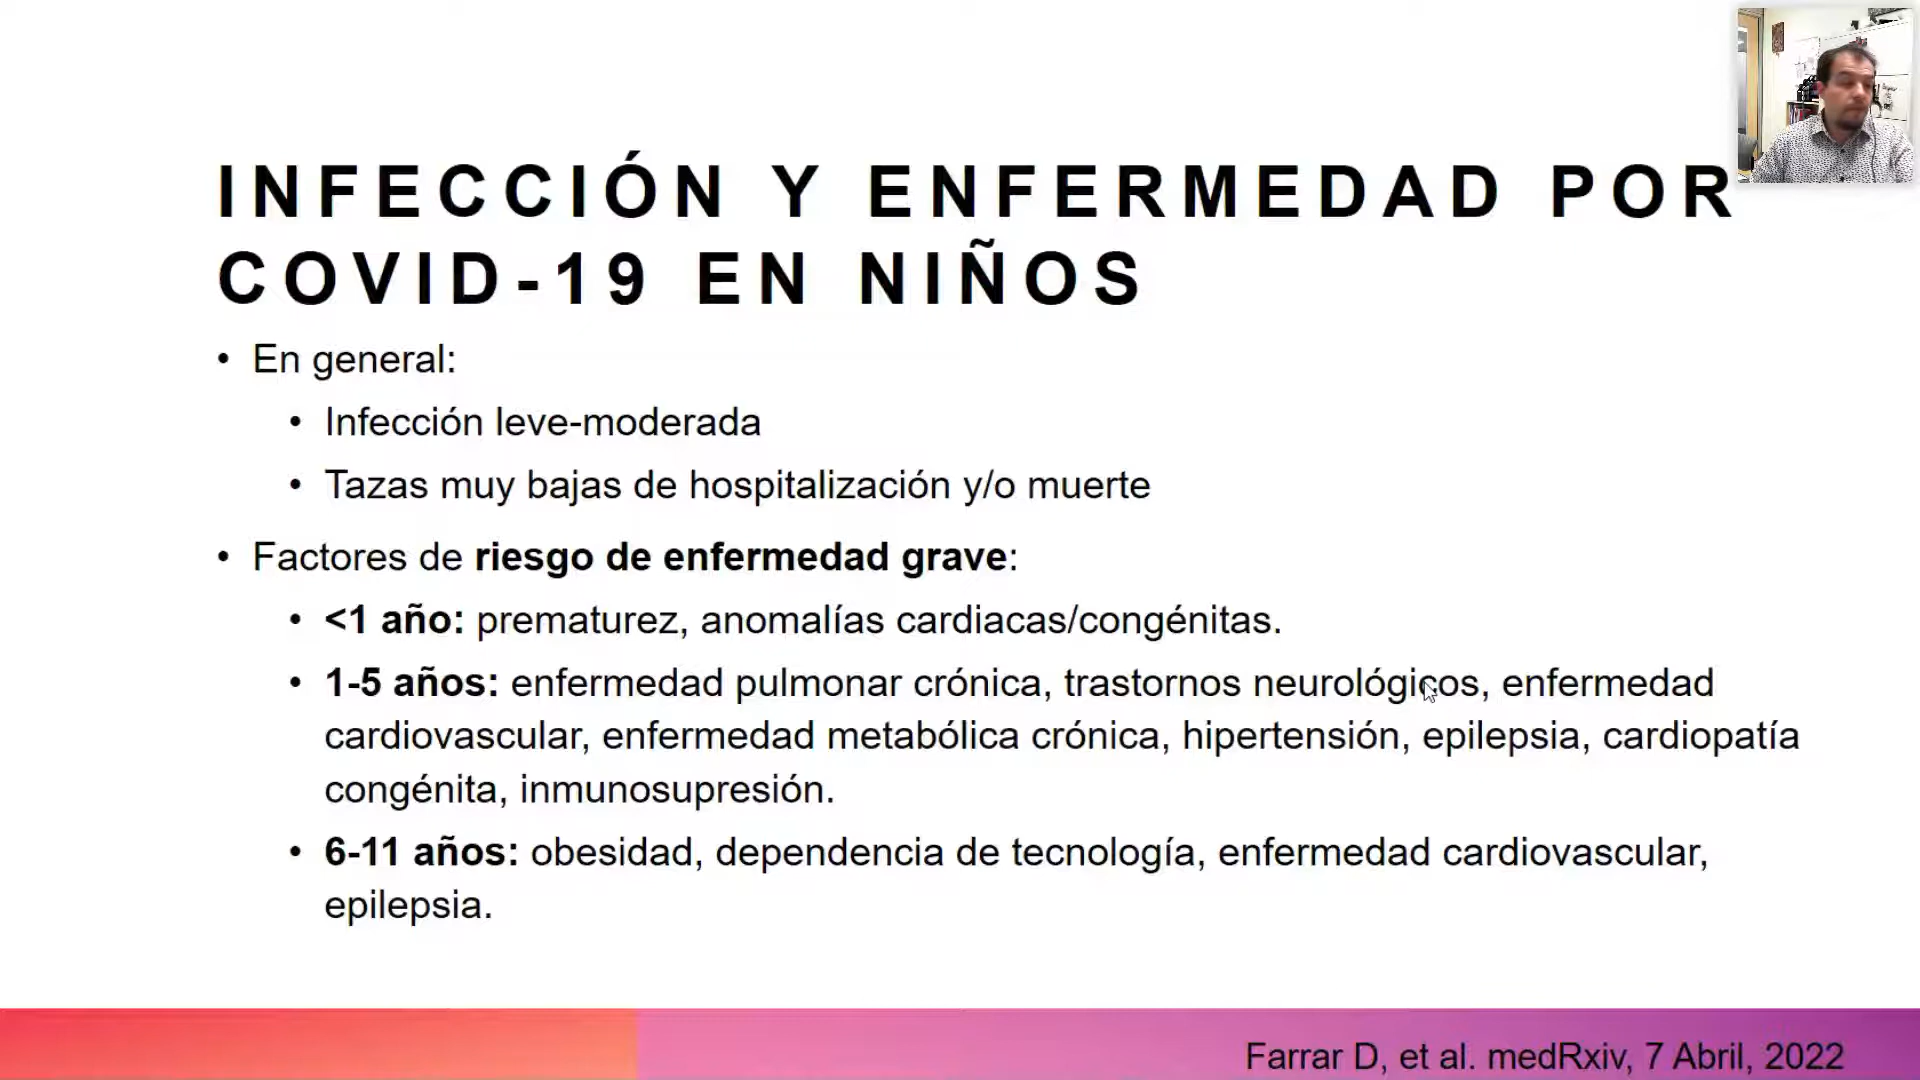 INFECCIÓN Y ENFERMEDAD POR
COVID-19 EN NIÑOS
• En general:
• Infección leve-moderada
• Tazas muy bajas de hospitalización y/o muerte
• Factores de riesgo de enfermedad grave:
• <1 año: prematurez, anomalías cardiacas/congénitas.
• 1-5 años: enfermedad pulmonar crónica, trastornos neurológicos, enfermedad
cardiovascular, enfermedad metabólica crónica, hipertensión, epilepsia, cardiopatía
congénita, inmunosupresión.
• 6-11 años: obesidad, dependencia de tecnología, enfermedad cardiovascular,
epilepsia.
Farrar D, et al. medRxiv, 7 Abril, 2022